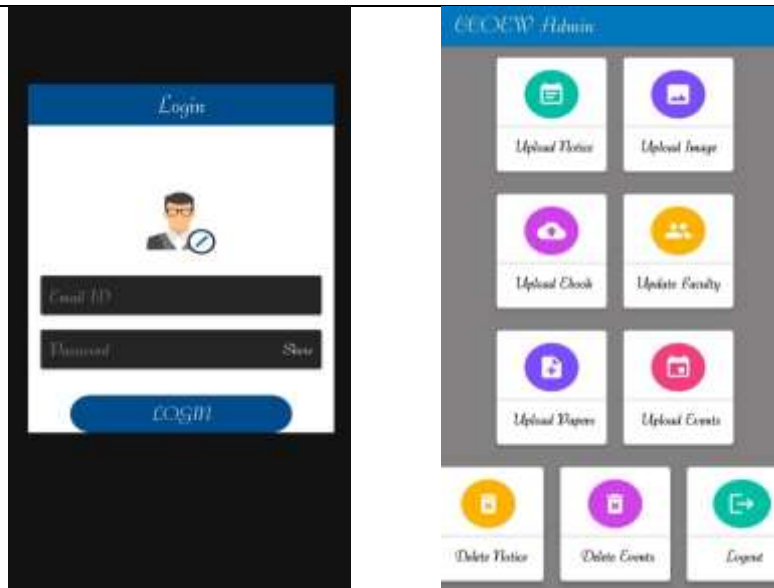 Login
Email ID
Password
Show
LOGIN
Admin
Upload Notice
Upload Image
Upload Ebook
Update Faculty
Upload Papers
Upload Events
Delete Notice
Delete Events
Logout